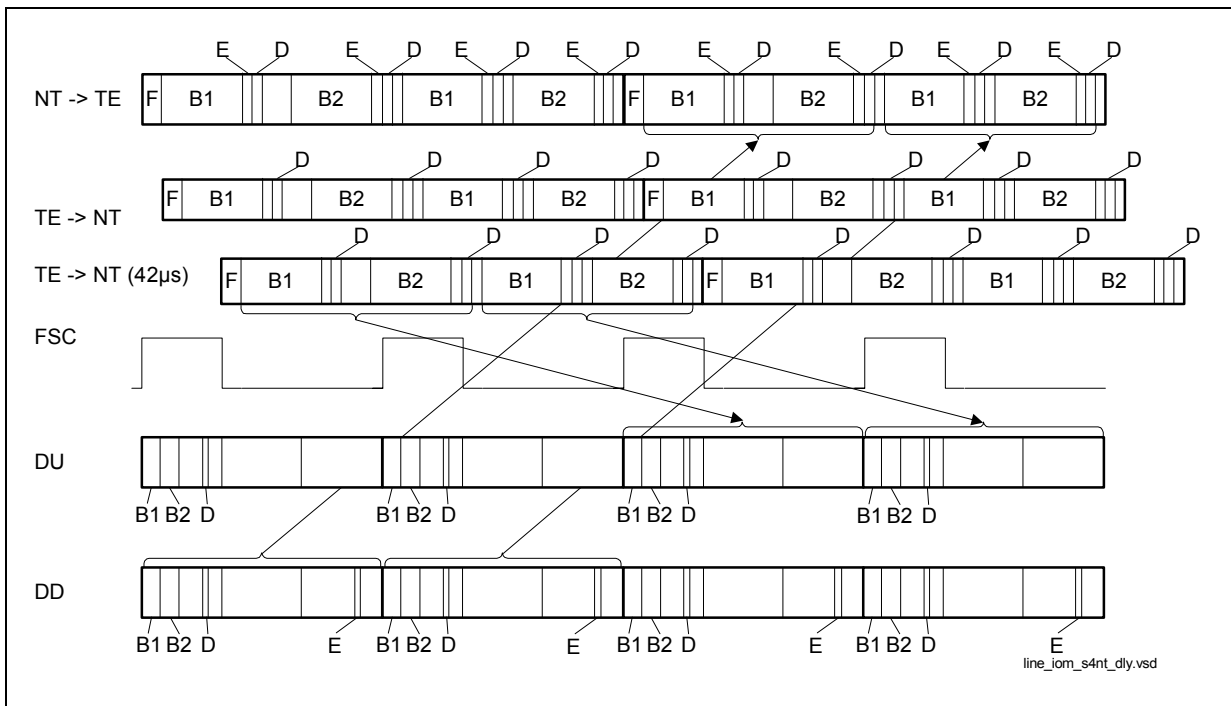 E D E D E D E D E D E D E D E D
NT -> TE F B1 B2 B1 B2 F B1 B2 B1 B2
D D D D D D D D
TE -> NT F B1 B2 B1 B2 F B1 B2 B1 B2
D D D D D D D D
TE -> NT (42µs) F B1 B2 B1 B2 F B1 B2 B1 B2
FSC
DU
B1 B2 D B1 B2 D B1 B2 D B1 B2 D
DD
B1 B2 D E B1 B2 D E B1 B2 D E B1 B2 D E
line_iom_s4nt_dly.vsd